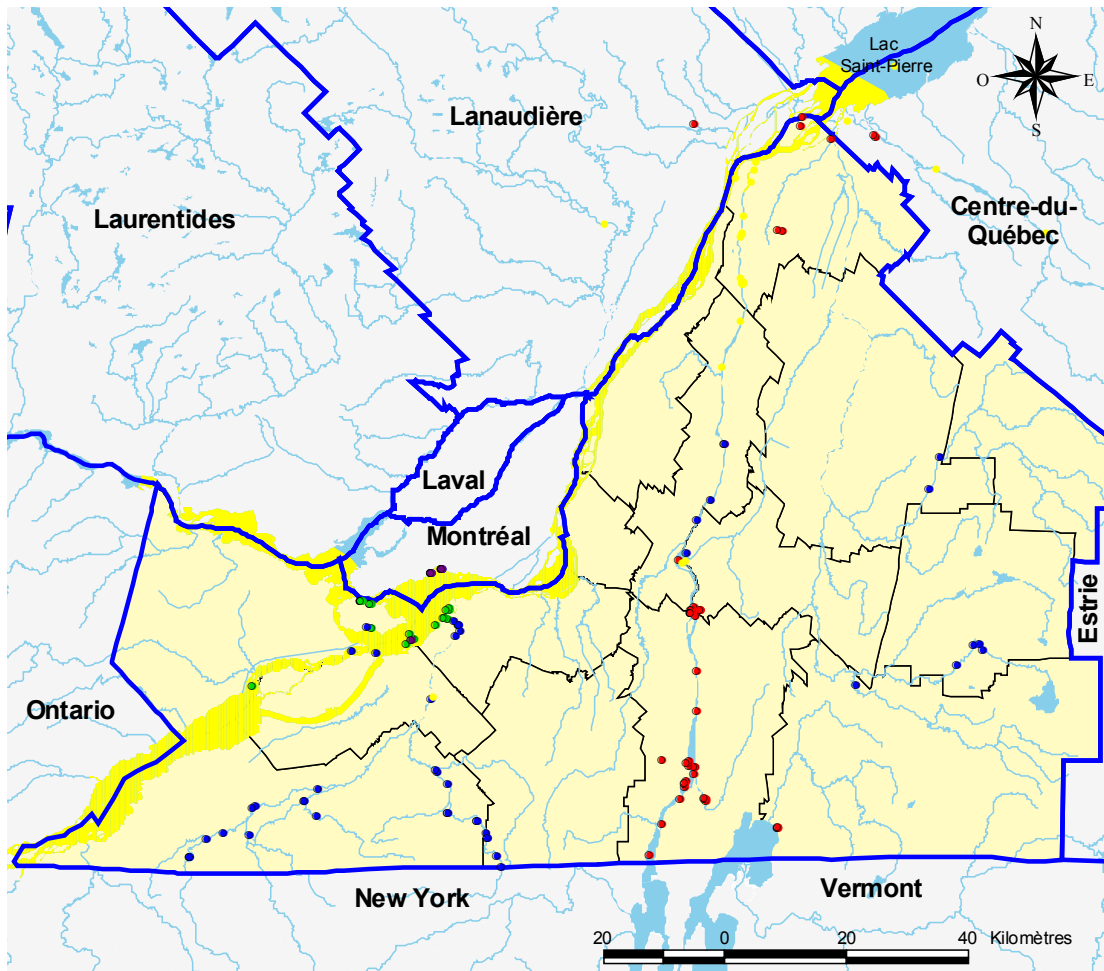 Lac
Saint-Pierre
N
O
E
S
Lanaudière
Laurentides
Centre-du-
Québec
Laval
Montréal
Estrie
Ontario
New York
Vermont
20 0 20 40 Kilomètres